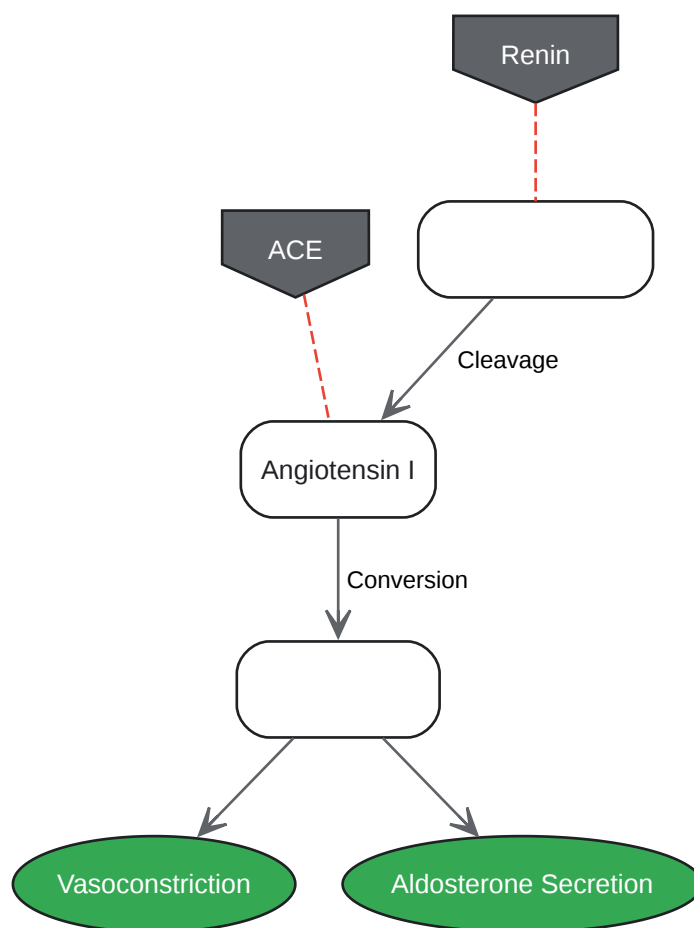 Renin
ACE
Cleavage
Angiotensin I
Conversion
Vasoconstriction
Aldosterone Secretion